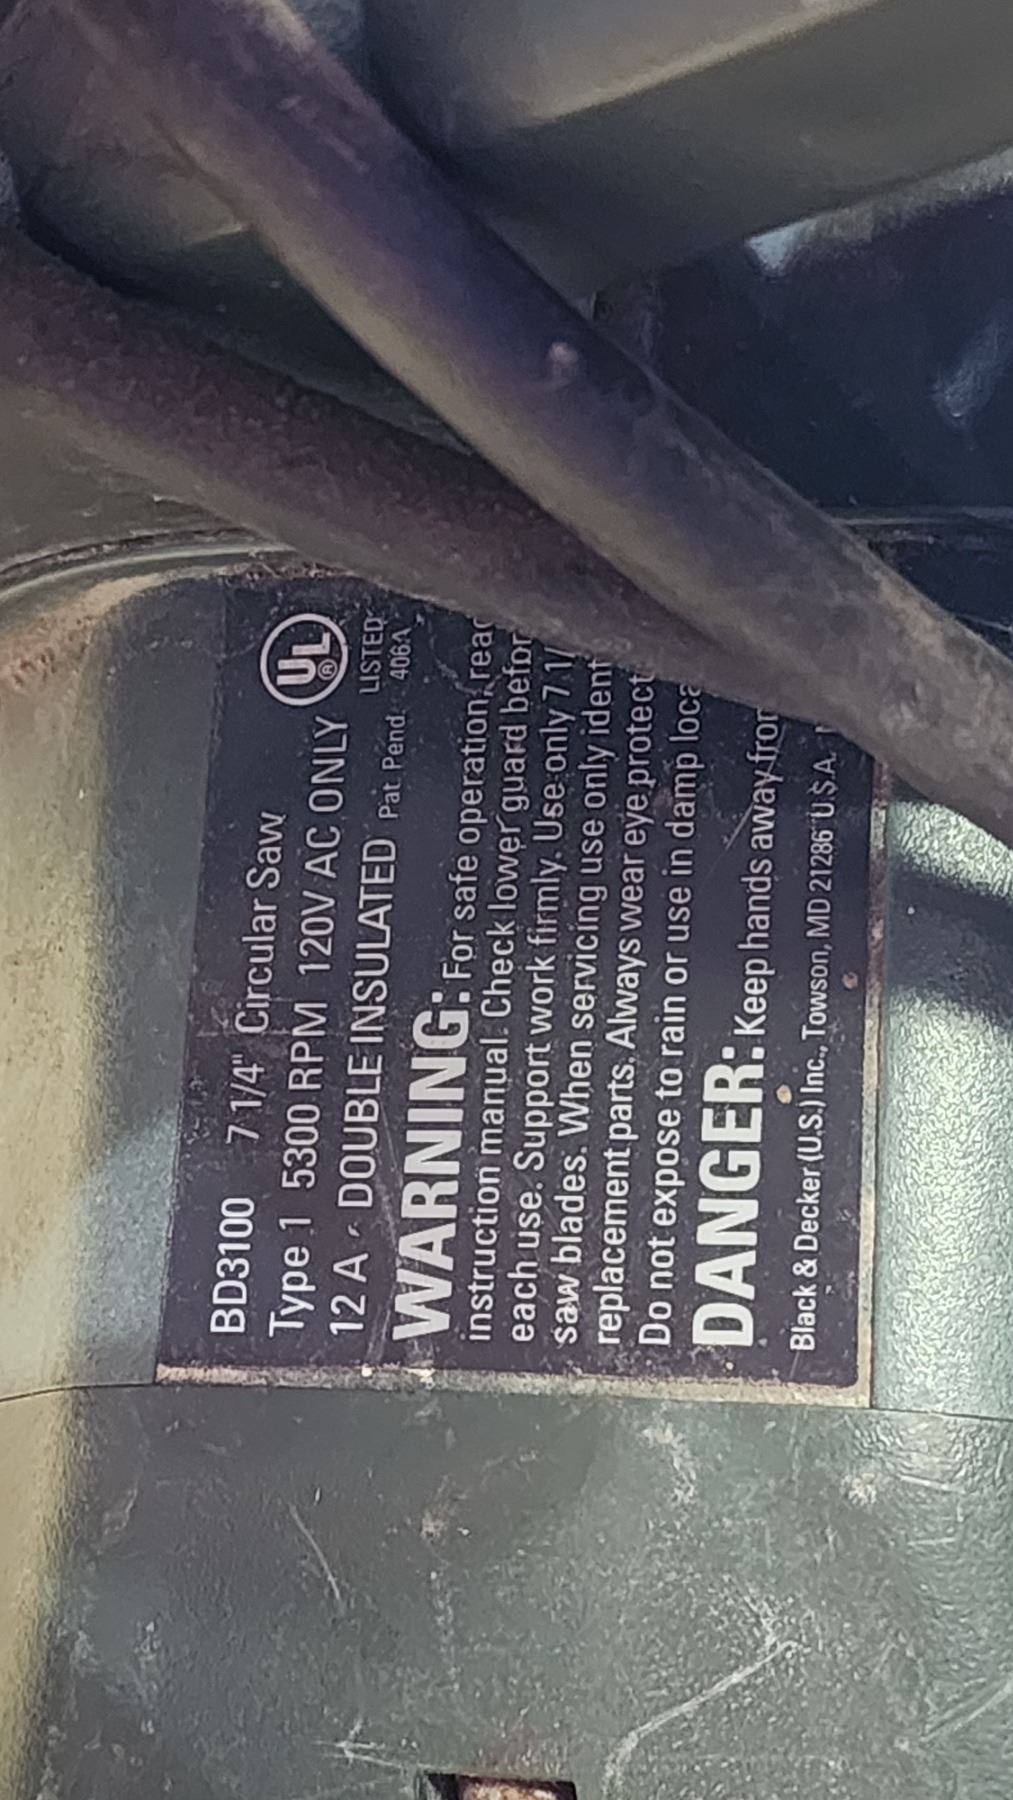 BD3100 7 1/4" Circular Saw
Type 1 5300 RPM 120V AC ONLY
UL ®
12 A - DOUBLE INSULATED Pat. Pend.
LISTED
406A
WARNING: For safe operation,
instruction manual. Check lower guard
each use. Support work firmly. Use only 7
saw blades. When servicing use only
replacement parts. Always wear eye
Do not expose to rain or use in damp
DANGER: Keep hands away
Black & Decker (U.S.) Inc., Towson, MD 21286 U.S.A.